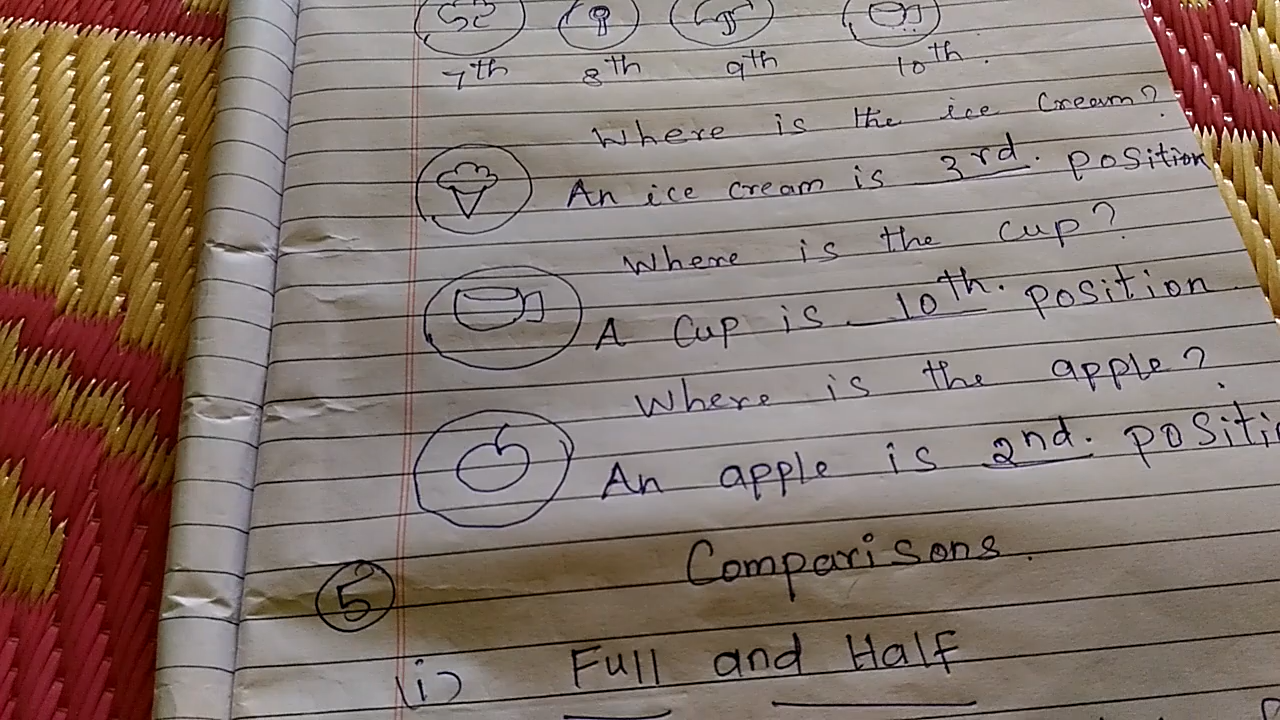 7th 8th 9th 10th.
Where is the ice cream?
An ice cream is 3rd. position
Where is the cup?
A Cup is 10th. position.
Where is the apple?
An apple is 2nd. positi
5 Comparisons.
(i) Full and Half